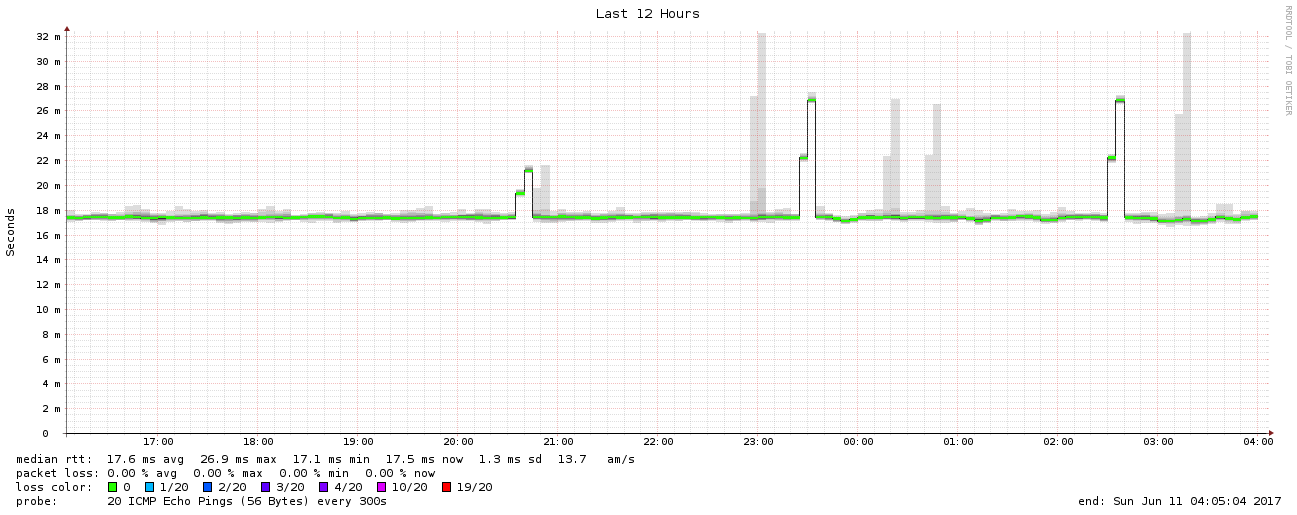 Last 12 Hours
RRDTOOL / TOBI OETIKER
Seconds
32 m
30 m
28 m
26 m
24 m
22 m
20 m
18 m
16 m
14 m
12 m
10 m
8 m
6 m
4 m
2 m
0
17:00 18:00 19:00 20:00 21:00 22:00 23:00 00:00 01:00 02:00 03:00 04:00
median rtt: 17.6 ms avg 26.9 ms max 17.1 ms min 17.5 ms now 1.3 ms sd 13.7 am/s
packet loss: 0.00 % avg 0.00 % max 0.00 % min 0.00 % now
loss color: 0 1/20 2/20 3/20 4/20 10/20 19/20
probe: 20 ICMP Echo Pings (56 Bytes) every 300s end: Sun Jun 11 04:05:04 2017